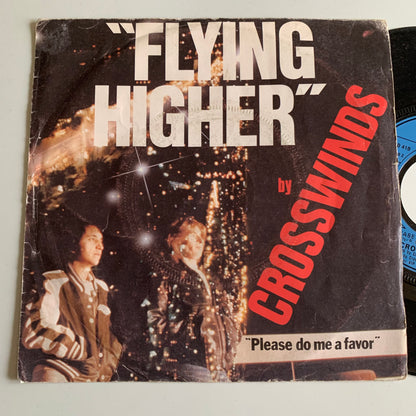 "FLYING
HIGHER"
by
CROSSWINDS
"Please do me a favor"